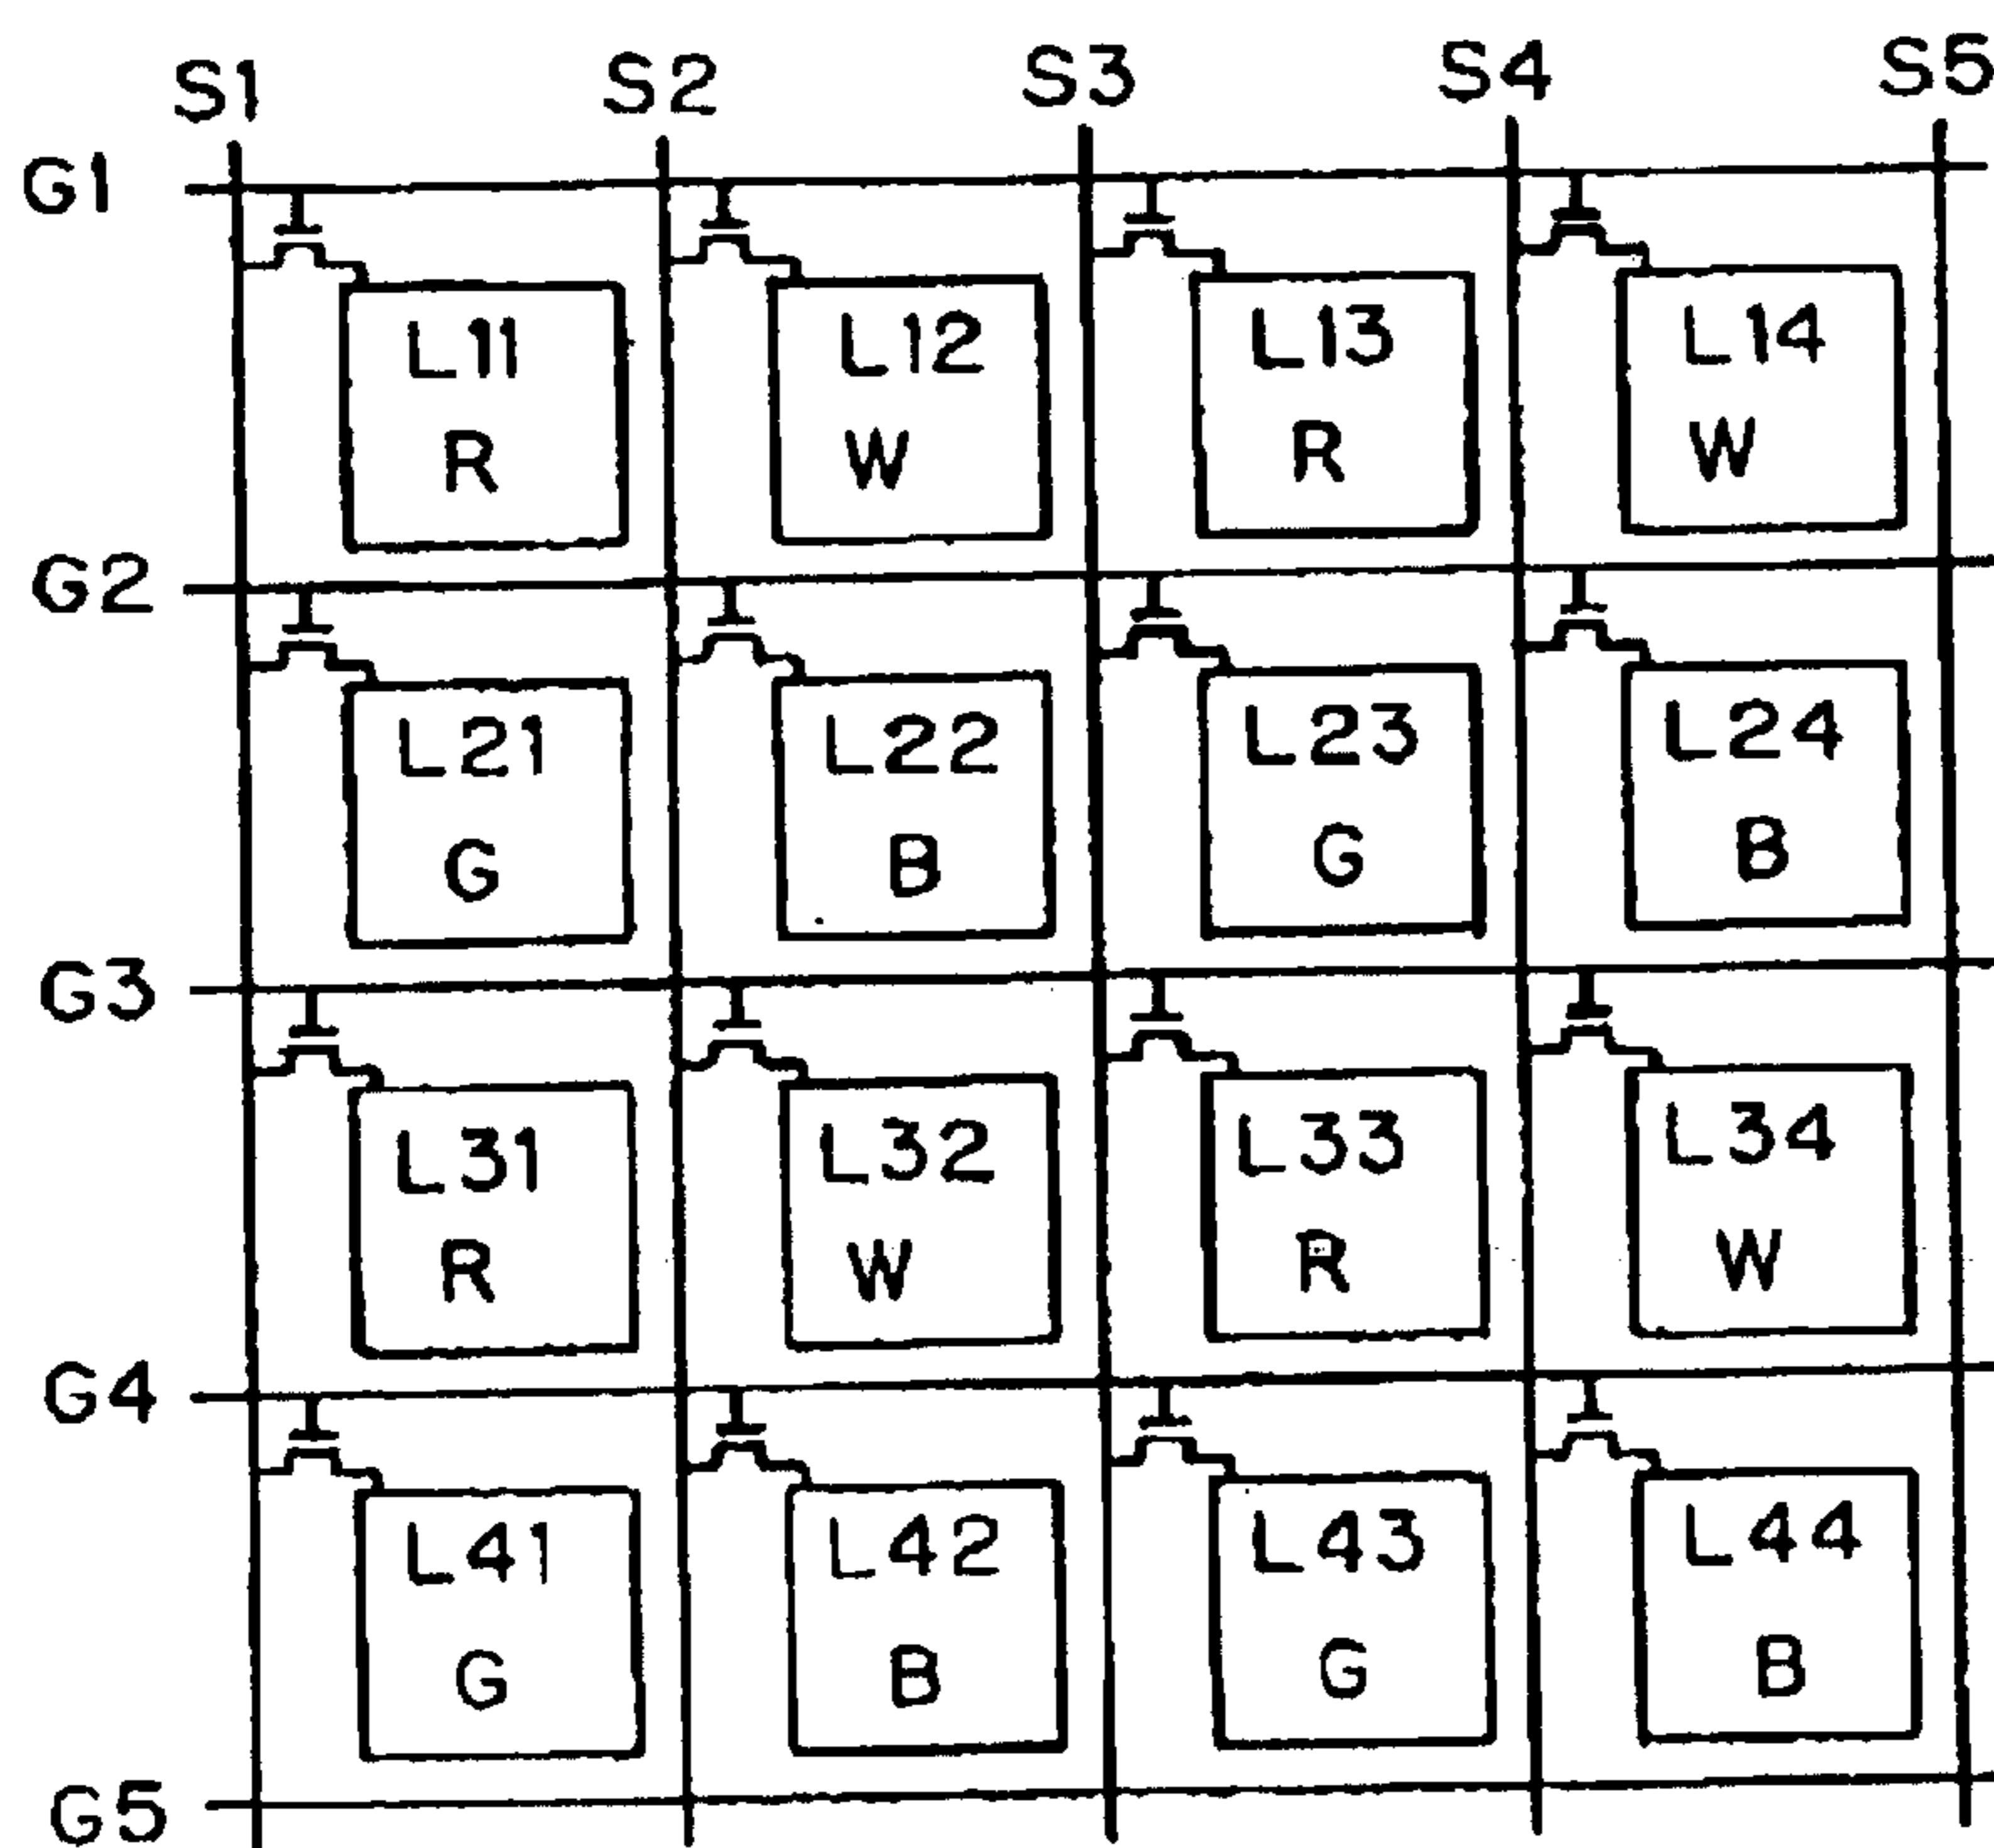 S1 S2 S3 S4 S5
G1
L11 L12 L13 L14
R W R W
G2
L21 L22 L23 L24
G B G B
G3
L31 L32 L33 L34
R W R W
G4
L41 L42 L43 L44
G B G B
G5